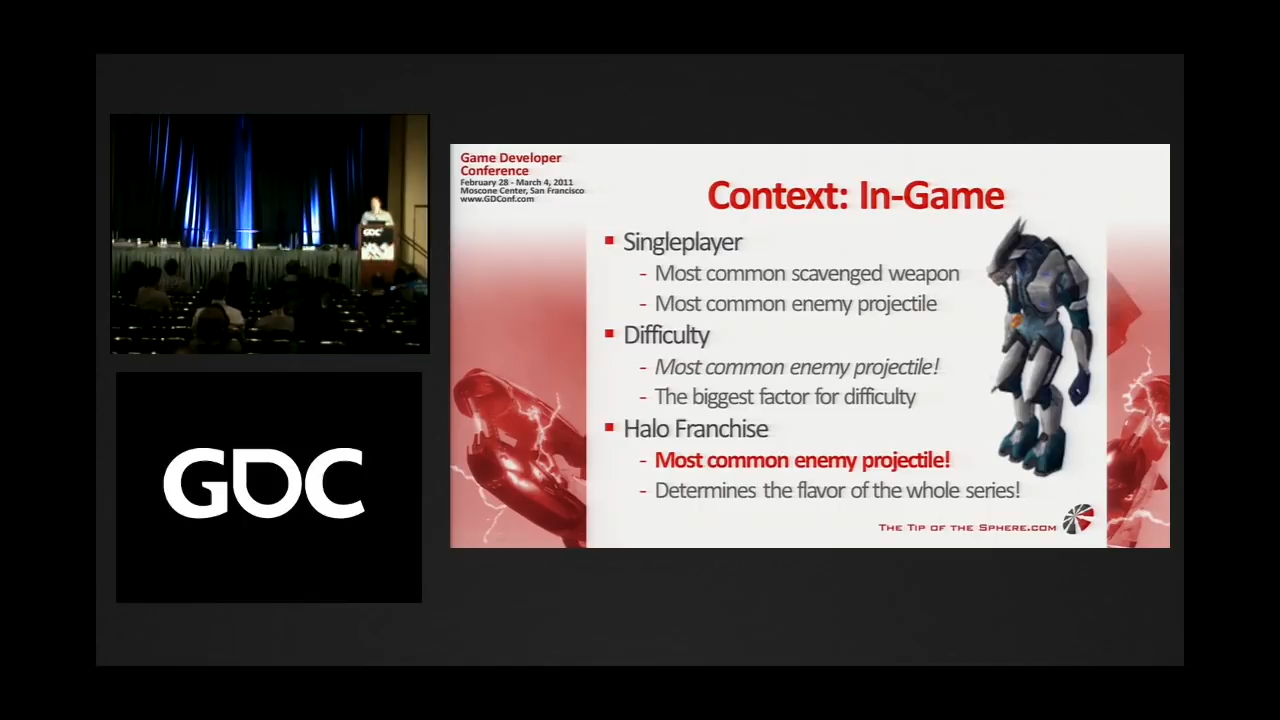 GDC
GDC
Game Developer
Conference
February 28 - March 4, 2011
Moscone Center, San Francisco
www.GDConf.com
Context: In-Game
▪ Singleplayer
- Most common scavenged weapon
- Most common enemy projectile
▪ Difficulty
- Most common enemy projectile!
- The biggest factor for difficulty
▪ Halo Franchise
- Most common enemy projectile!
- Determines the flavor of the whole series!
The Tip of the Sphere.com